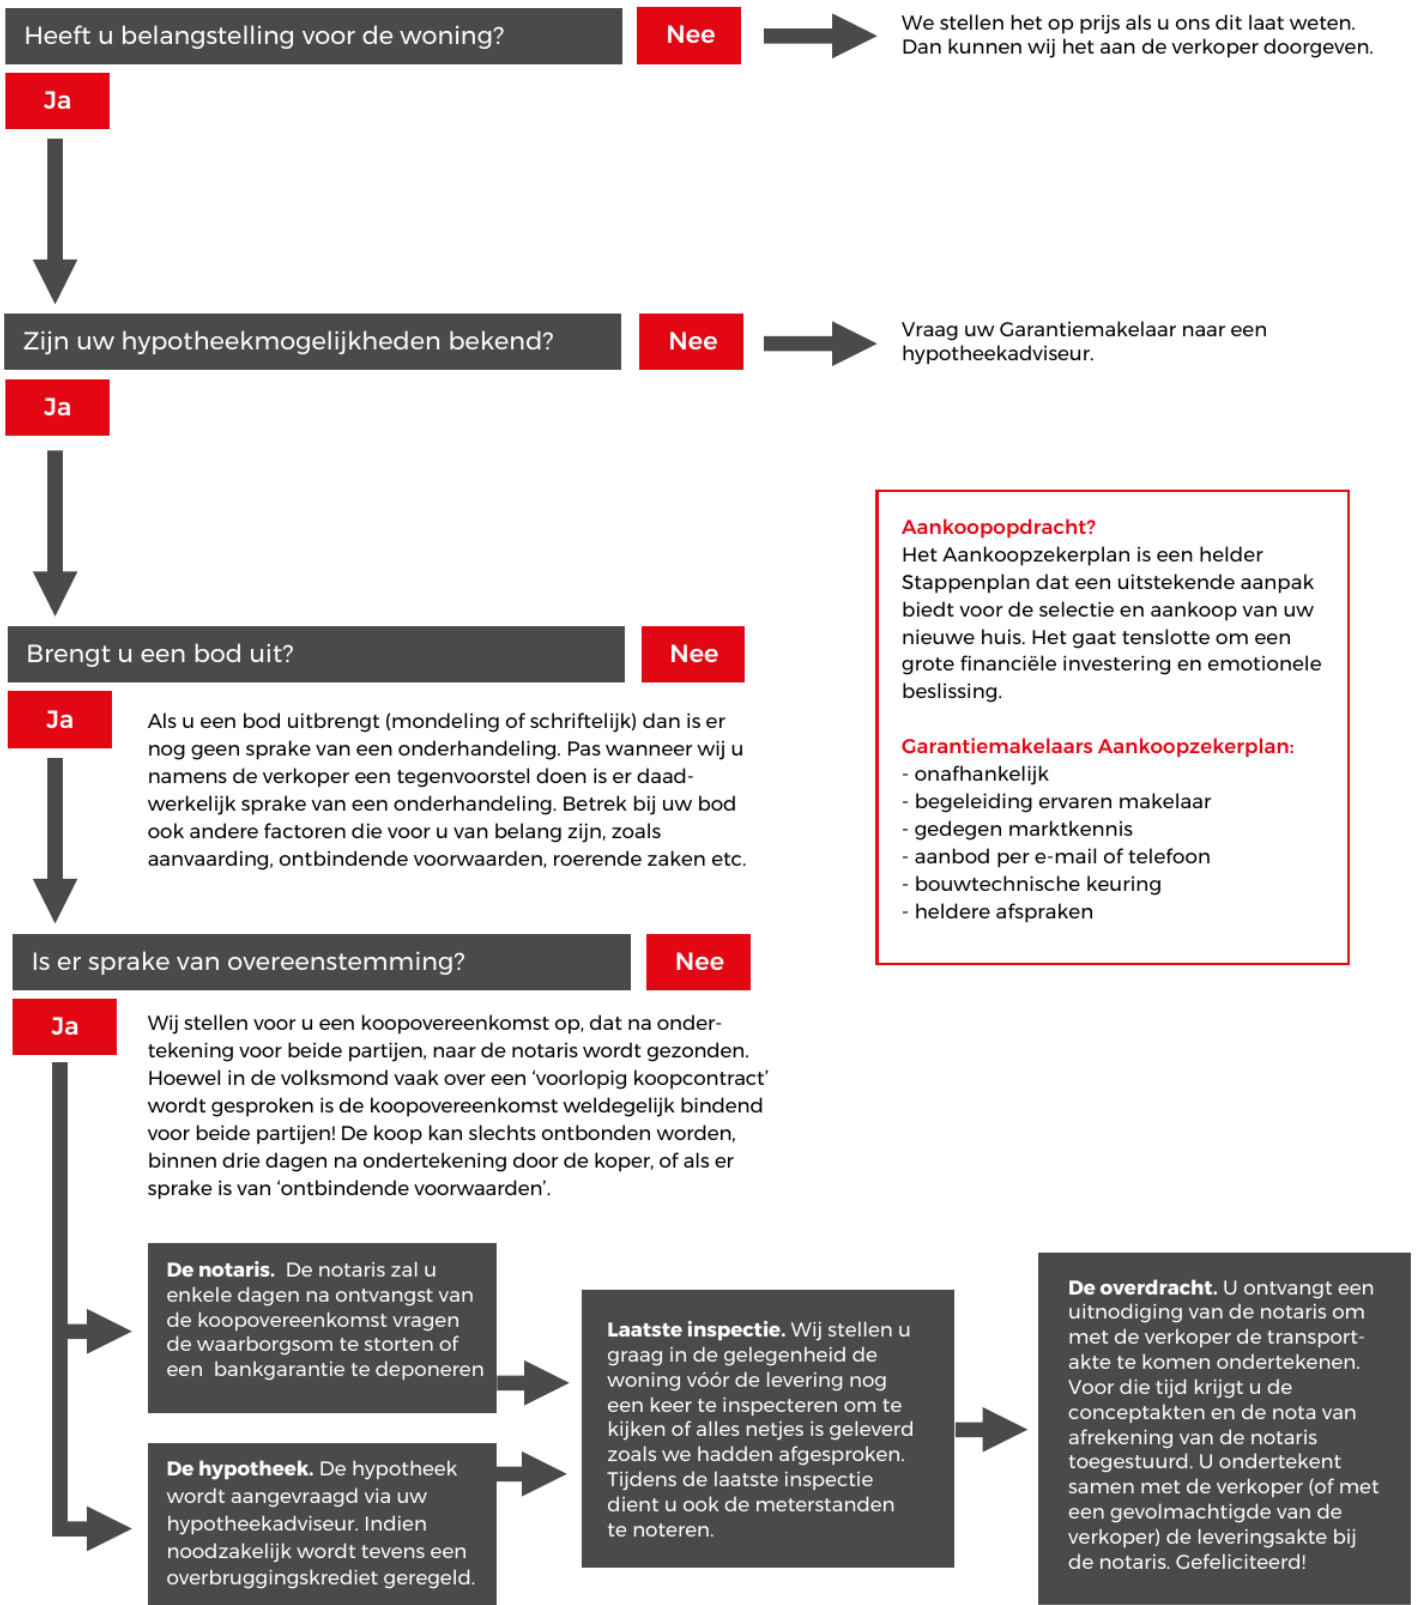 Heeft u belangstelling voor de woning?
Nee
We stellen het op prijs als u ons dit laat weten.
Dan kunnen wij het aan de verkoper doorgeven.
Ja
Zijn uw hypotheekmogelijkheden bekend?
Nee
Vraag uw Garantiemakelaar naar een
hypotheekadviseur.
Ja
Aankoopopdracht?
Het Aankoopzekerplan is een helder
Stappenplan dat een uitstekende aanpak
biedt voor de selectie en aankoop van uw
nieuwe huis. Het gaat tenslotte om een
grote financiële investering en emotionele
beslissing.
Garantiemakelaars Aankoopzekerplan:
- onafhankelijk
- begeleiding ervaren makelaar
- gedegen marktkennis
- aanbod per e-mail of telefoon
- bouwtechnische keuring
- heldere afspraken
Brengt u een bod uit?
Nee
Ja
Als u een bod uitbrengt (mondeling of schriftelijk) dan is er
nog geen sprake van een onderhandeling. Pas wanneer wij u
namens de verkoper een tegenvoorstel doen is er daad-
werkelijk sprake van een onderhandeling. Betrek bij uw bod
ook andere factoren die voor u van belang zijn, zoals
aanvaarding, ontbindende voorwaarden, roerende zaken etc.
Is er sprake van overeenstemming?
Nee
Ja
Wij stellen voor u een koopovereenkomst op, dat na onder-
tekening voor beide partijen, naar de notaris wordt gezonden.
Hoewel in de volksmond vaak over een ‘voorlopig koopcontract’
wordt gesproken is de koopovereenkomst weldegelijk bindend
voor beide partijen! De koop kan slechts ontbonden worden,
binnen drie dagen na ondertekening door de koper, of als er
sprake is van ‘ontbindende voorwaarden’.
De notaris. De notaris zal u
enkele dagen na ontvangst van
de koopovereenkomst vragen
de waarborgsom te storten of
een bankgarantie te deponeren
De hypotheek. De hypotheek
wordt aangevraagd via uw
hypotheekadviseur. Indien
noodzakelijk wordt tevens een
overbruggingskrediet geregeld.
Laatste inspectie. Wij stellen u
graag in de gelegenheid de
woning vóór de levering nog
een keer te inspecteren om te
kijken of alles netjes is geleverd
zoals we hadden afgesproken.
Tijdens de laatste inspectie
dient u ook de meterstanden
te noteren.
De overdracht. U ontvangt een
uitnodiging van de notaris om
met de verkoper de transport-
akte te komen ondertekenen.
Voor die tijd krijgt u de
conceptakten en de nota van
afrekening van de notaris
toegestuurd. U ondertekent
samen met de verkoper (of met
een gevolmachtigde van de
verkoper) de leveringsakte bij
de notaris. Gefeliciteerd!